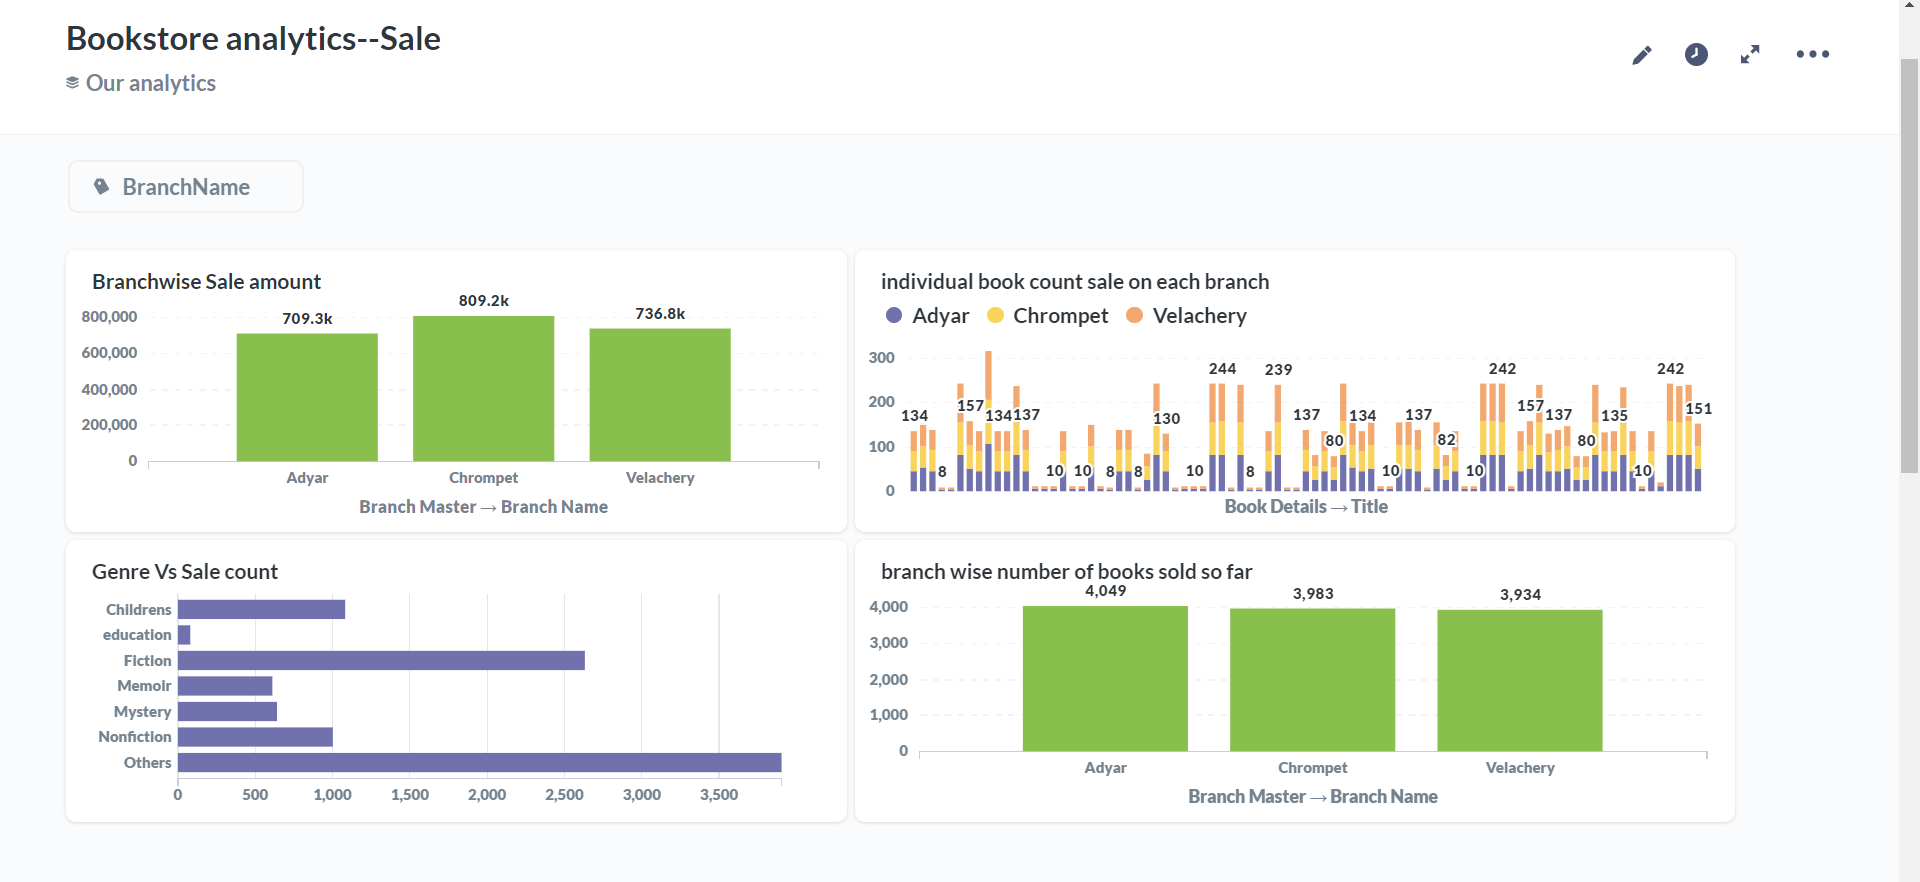 Bookstore analytics--Sale
Our analytics
BranchName
Branchwise Sale amount
800,000
600,000
400,000
200,000
0
709.3k
809.2k
736.8k
Adyar
Chrompet
Velachery
Branch Master → Branch Name
individual book count sale on each branch
Adyar Chrompet Velachery
300
200
100
0
134 8 157 134 137 10 10 8 8 130 10 244 8 239 137 80 134 10 137 82 10 242 157 137 80 135 10 242 151
Book Details → Title
Genre Vs Sale count
Childrens
education
Fiction
Memoir
Mystery
Nonfiction
Others
0 500 1,000 1,500 2,000 2,500 3,000 3,500
branch wise number of books sold so far
4,000
3,000
2,000
1,000
0
4,049
3,983
3,934
Adyar
Chrompet
Velachery
Branch Master → Branch Name